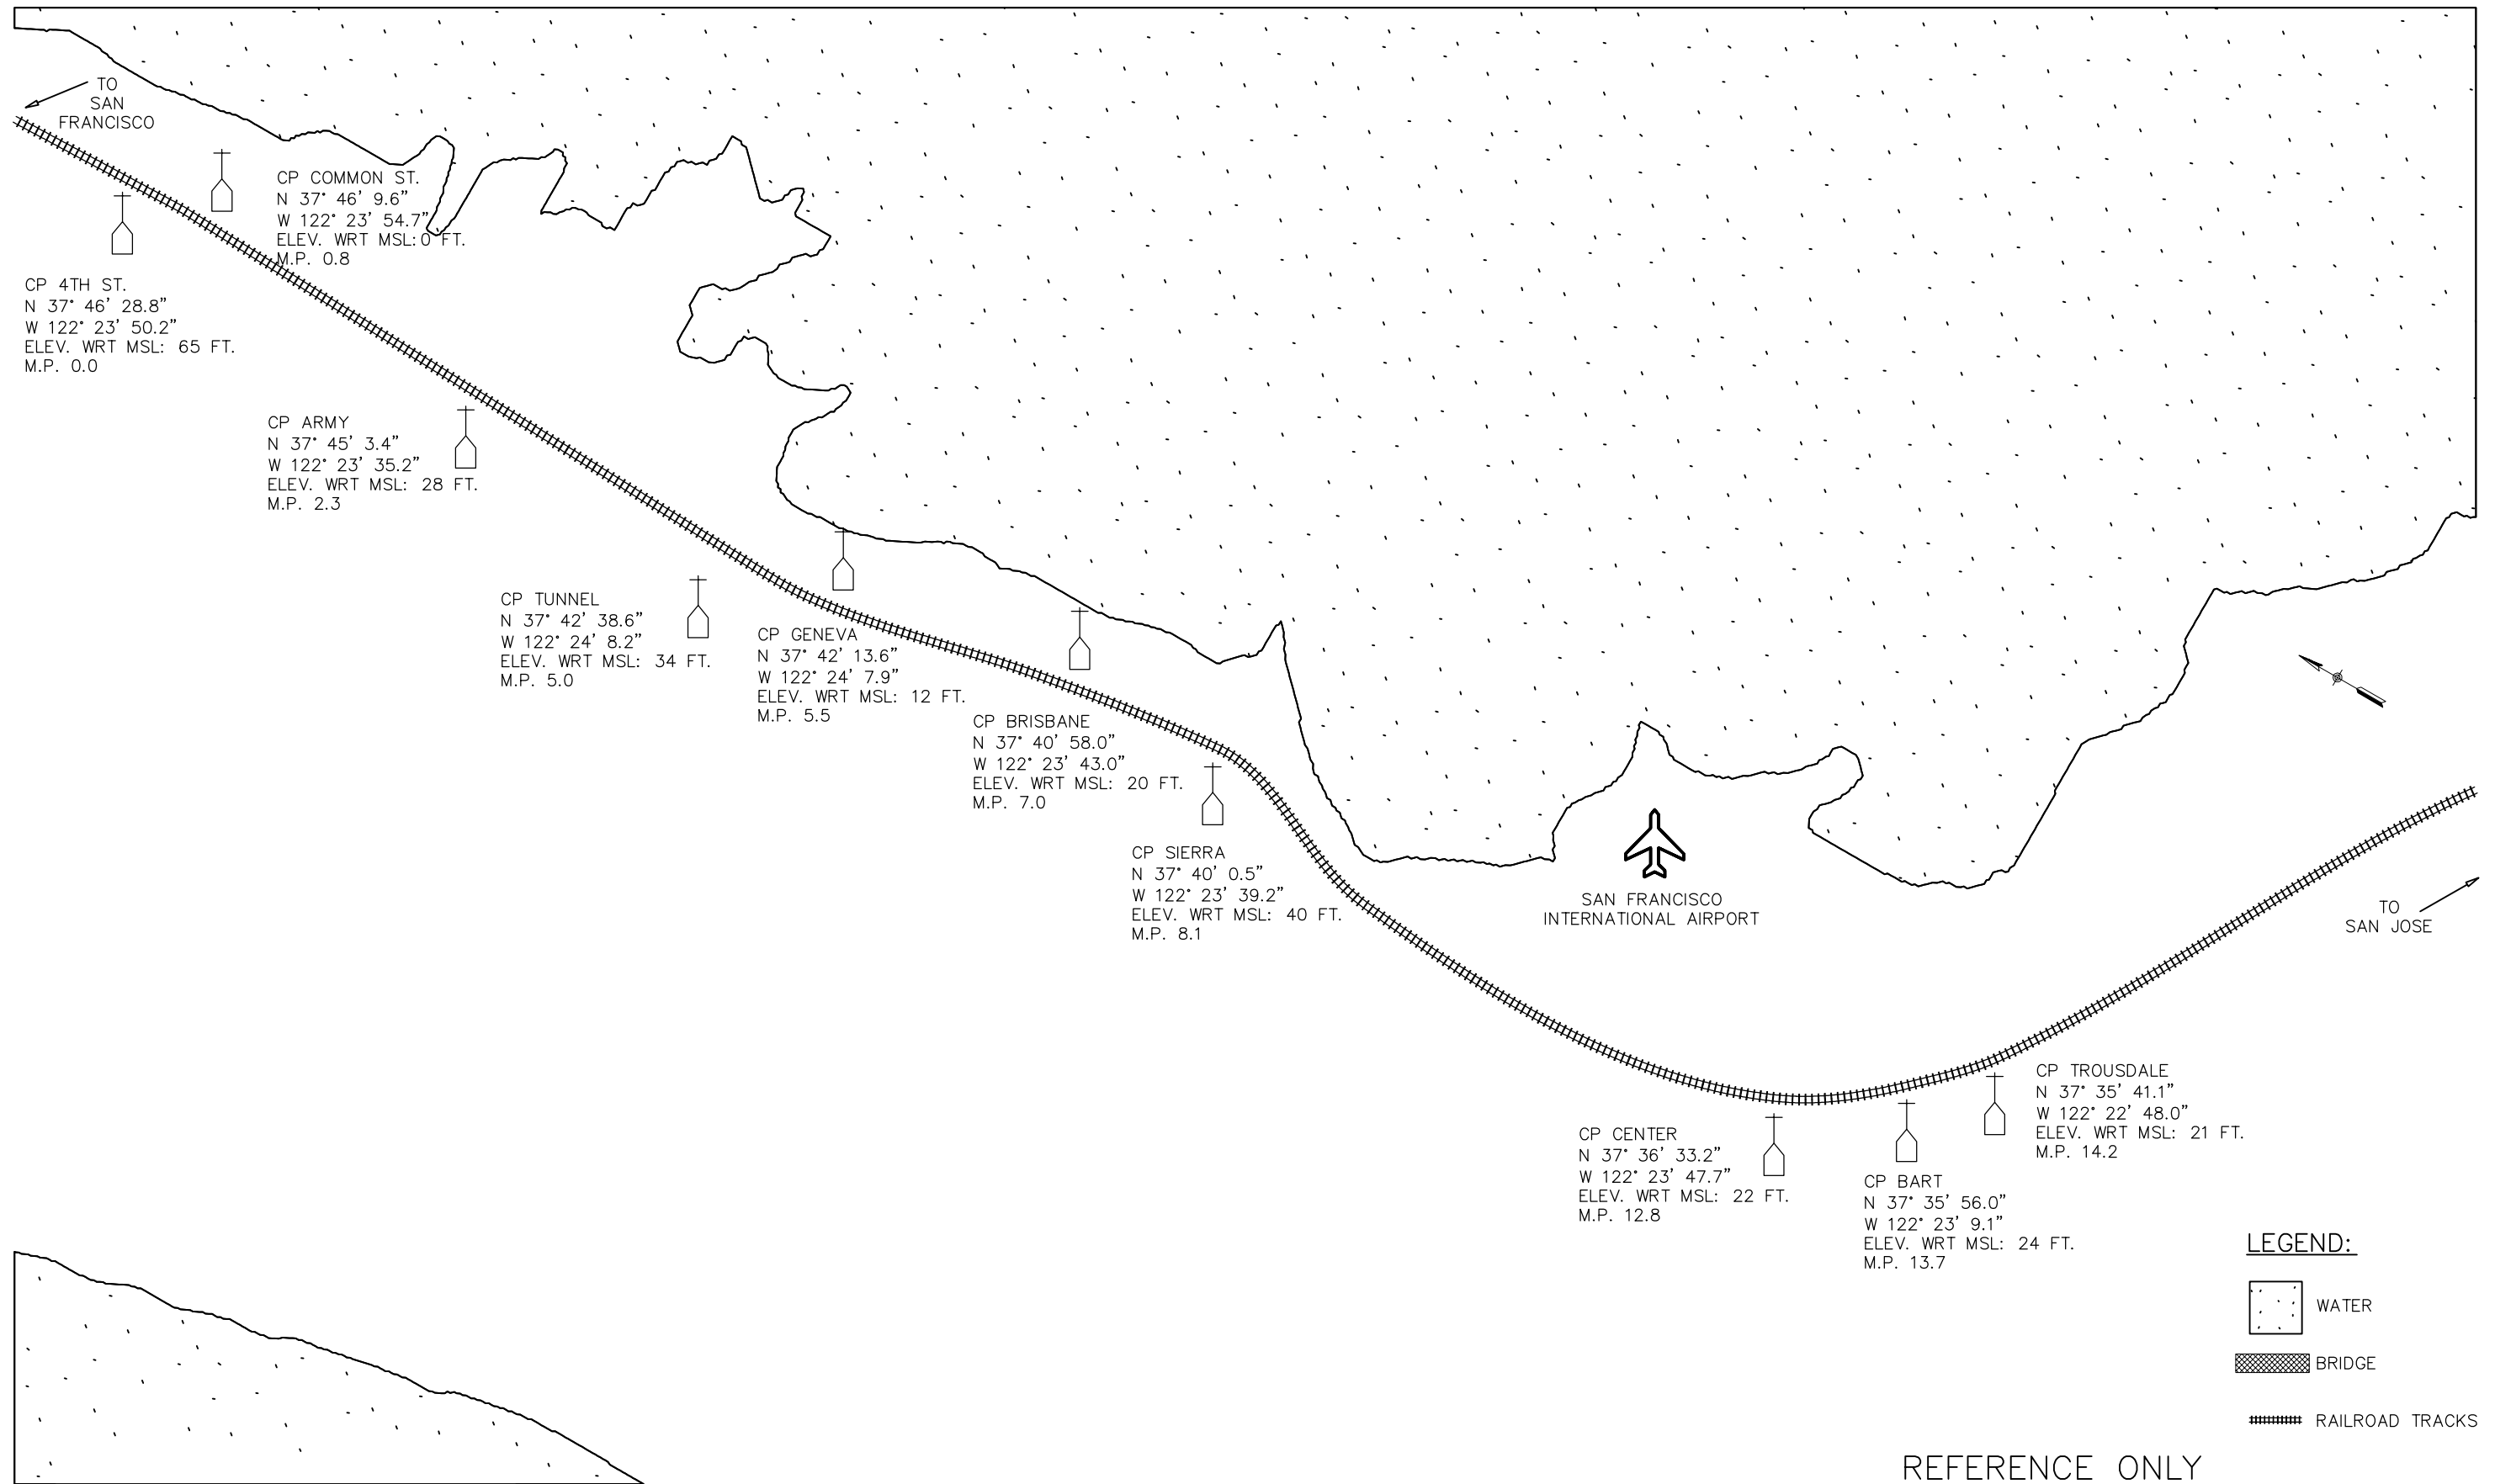 TO
SAN
FRANCISCO
CP COMMON ST.
N 37° 46' 9.6"
W 122° 23' 54.7"
ELEV. WRT MSL: 0 FT.
M.P. 0.8
CP 4TH ST.
N 37° 46' 28.8"
W 122° 23' 50.2"
ELEV. WRT MSL: 65 FT.
M.P. 0.0
CP ARMY
N 37° 45' 3.4"
W 122° 23' 35.2"
ELEV. WRT MSL: 28 FT.
M.P. 2.3
CP TUNNEL
N 37° 42' 38.6"
W 122° 24' 8.2"
ELEV. WRT MSL: 34 FT.
M.P. 5.0
CP GENEVA
N 37° 42' 13.6"
W 122° 24' 7.9"
ELEV. WRT MSL: 12 FT.
M.P. 5.5
CP BRISBANE
N 37° 40' 58.0"
W 122° 23' 43.0"
ELEV. WRT MSL: 20 FT.
M.P. 7.0
CP SIERRA
N 37° 40' 0.5"
W 122° 23' 39.2"
ELEV. WRT MSL: 40 FT.
M.P. 8.1
SAN FRANCISCO
INTERNATIONAL AIRPORT
TO
SAN JOSE
CP CENTER
N 37° 36' 33.2"
W 122° 23' 47.7"
ELEV. WRT MSL: 22 FT.
M.P. 12.8
CP BART
N 37° 35' 56.0"
W 122° 23' 9.1"
ELEV. WRT MSL: 24 FT.
M.P. 13.7
CP TROUSDALE
N 37° 35' 41.1"
W 122° 22' 48.0"
ELEV. WRT MSL: 21 FT.
M.P. 14.2
LEGEND:
WATER
BRIDGE
RAILROAD TRACKS
REFERENCE ONLY